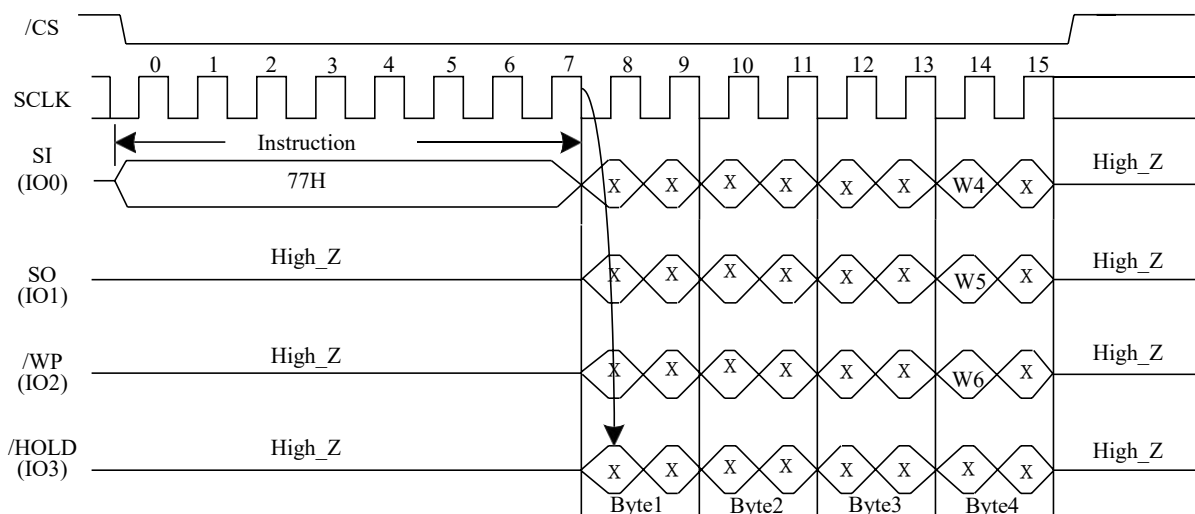 /CS
0 1 2 3 4 5 6 7 8 9 10 11 12 13 14 15
SCLK
Instruction
SI
(IO0)
77H
X X X X X X W4 X
High_Z
SO
(IO1)
High_Z
X X X X X X W5 X
High_Z
/WP
(IO2)
High_Z
X X X X X X W6 X
High_Z
/HOLD
(IO3)
High_Z
X X X X X X X X
High_Z
Byte1 Byte2 Byte3 Byte4